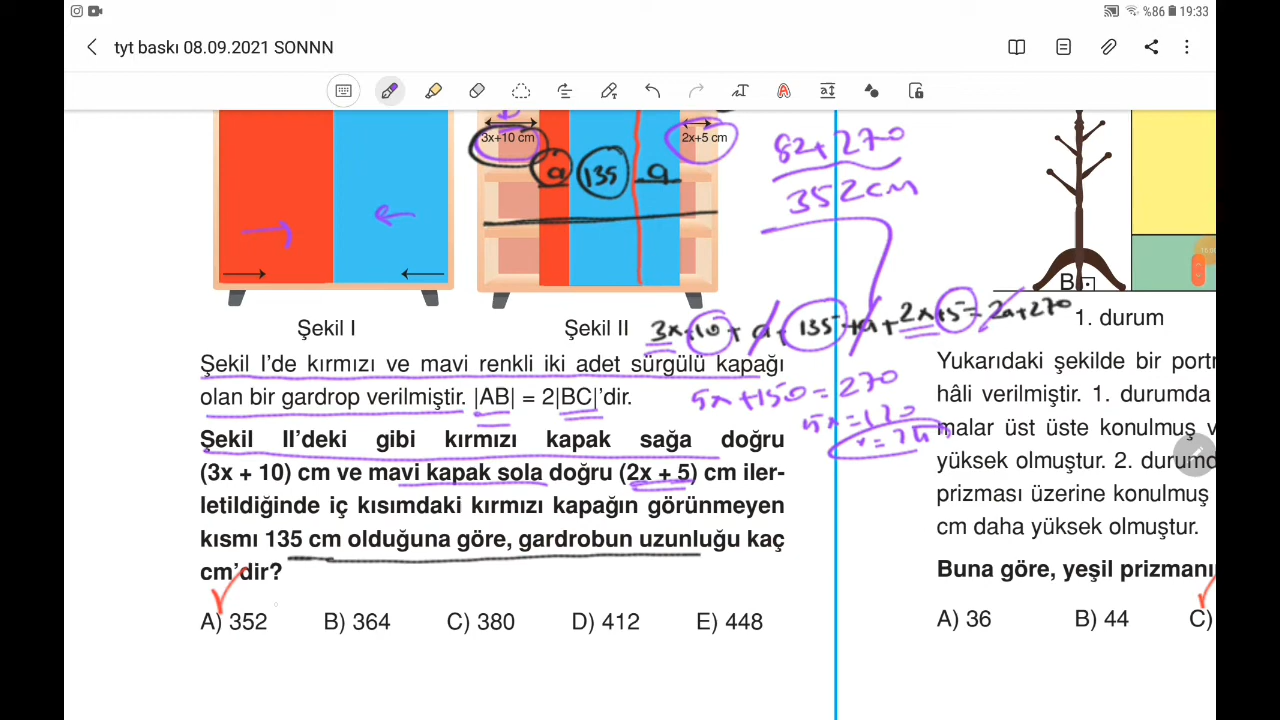 %86 19:33
tyt baskı 08.09.2021 SONNN
3x+10 cm
2x+5 cm
a 135 a
82+270
352cm
Şekil I
Şekil II
3x+10+a+135+a+2x+5=2a+270
Şekil I’de kırmızı ve mavi renkli iki adet sürgülü kapağı
olan bir gardrop verilmiştir. |AB| = 2|BC|’dir.
5x+150=270
5x=120
x=24
Şekil II’deki gibi kırmızı kapak sağa doğru
(3x + 10) cm ve mavi kapak sola doğru (2x + 5) cm iler-
letildiğinde iç kısımdaki kırmızı kapağın görünmeyen
kısmı 135 cm olduğuna göre, gardrobun uzunluğu kaç
cm’dir?
A) 352 B) 364 C) 380 D) 412 E) 448
B
1. durum
Yukarıdaki şekilde bir portr
hâli verilmiştir. 1. durumda
malar üst üste konulmuş v
yüksek olmuştur. 2. durumd
prizması üzerine konulmuş
cm daha yüksek olmuştur.
Buna göre, yeşil prizmanı
A) 36 B) 44 C)